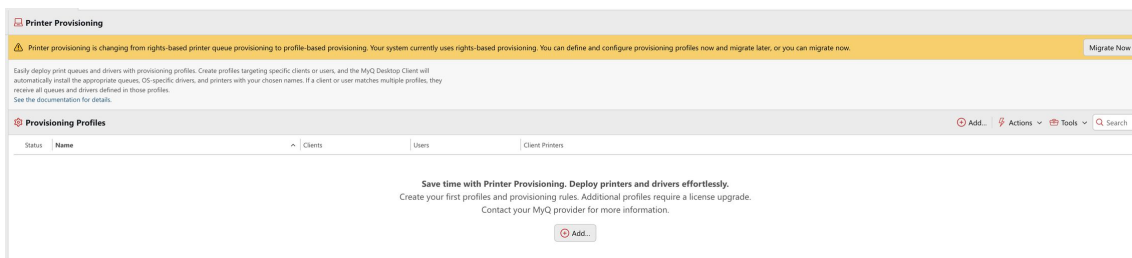 Printer Provisioning
Printer provisioning is changing from rights-based printer queue provisioning to profile-based provisioning. Your system currently uses rights-based provisioning. You can define and configure provisioning profiles now and migrate later, or you can migrate now.
Migrate Now
Easily deploy print queues and drivers with provisioning profiles. Create profiles targeting specific clients or users, and the MyQ Desktop Client will
automatically install the appropriate queues, OS-specific drivers, and printers with your chosen names. If a client or user matches multiple profiles, they
receive all queues and drivers defined in those profiles.
See the documentation for details.
Provisioning Profiles
Add... Actions Tools Search
Status Name Clients Users Client Printers
Save time with Printer Provisioning. Deploy printers and drivers effortlessly.
Create your first profiles and provisioning rules. Additional profiles require a license upgrade.
Contact your MyQ provider for more information.
Add...